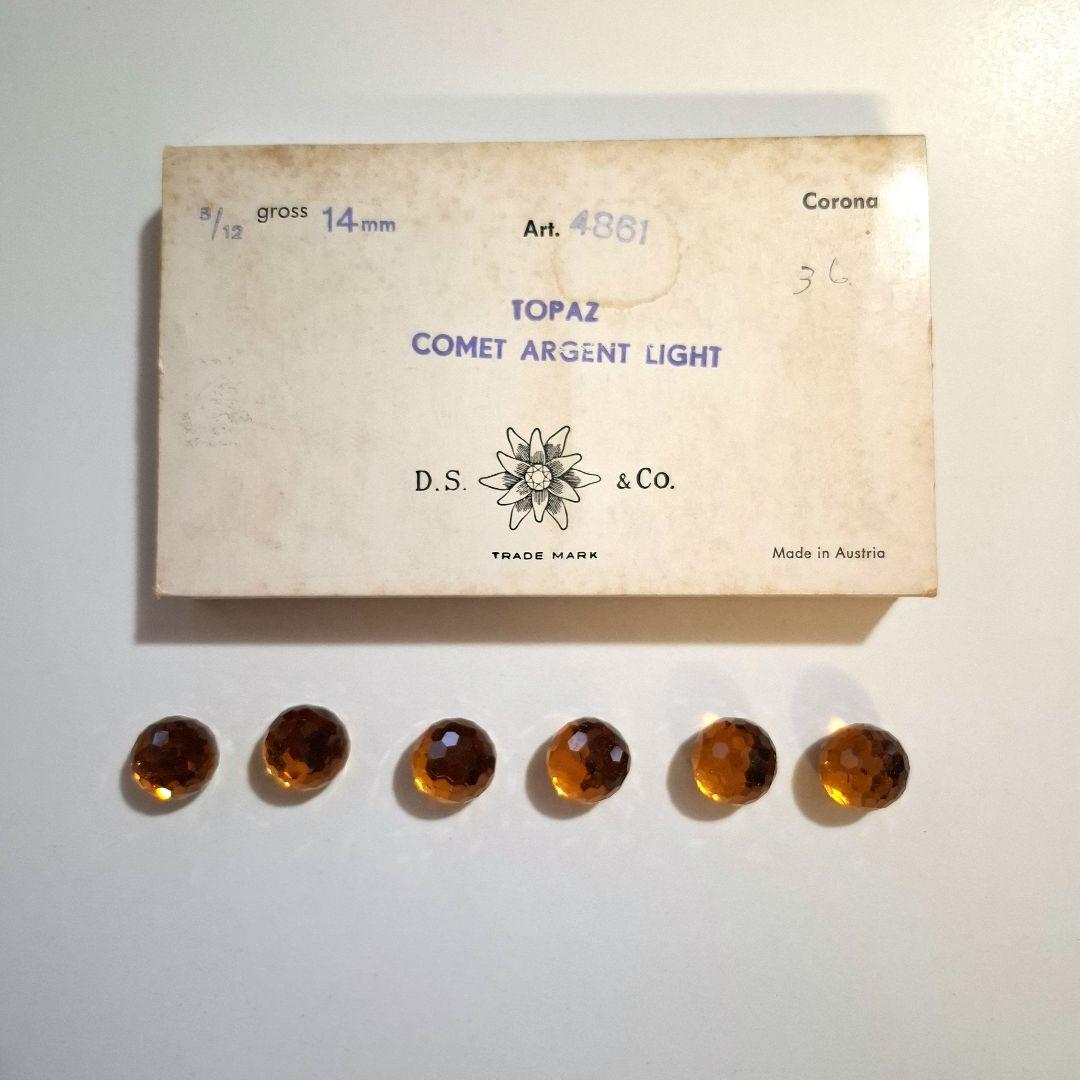 3/12 gross 14mm
Art. 4861
Corona
36
TOPAZ
COMET ARGENT LIGHT
D.S. & Co.
TRADE MARK
Made in Austria